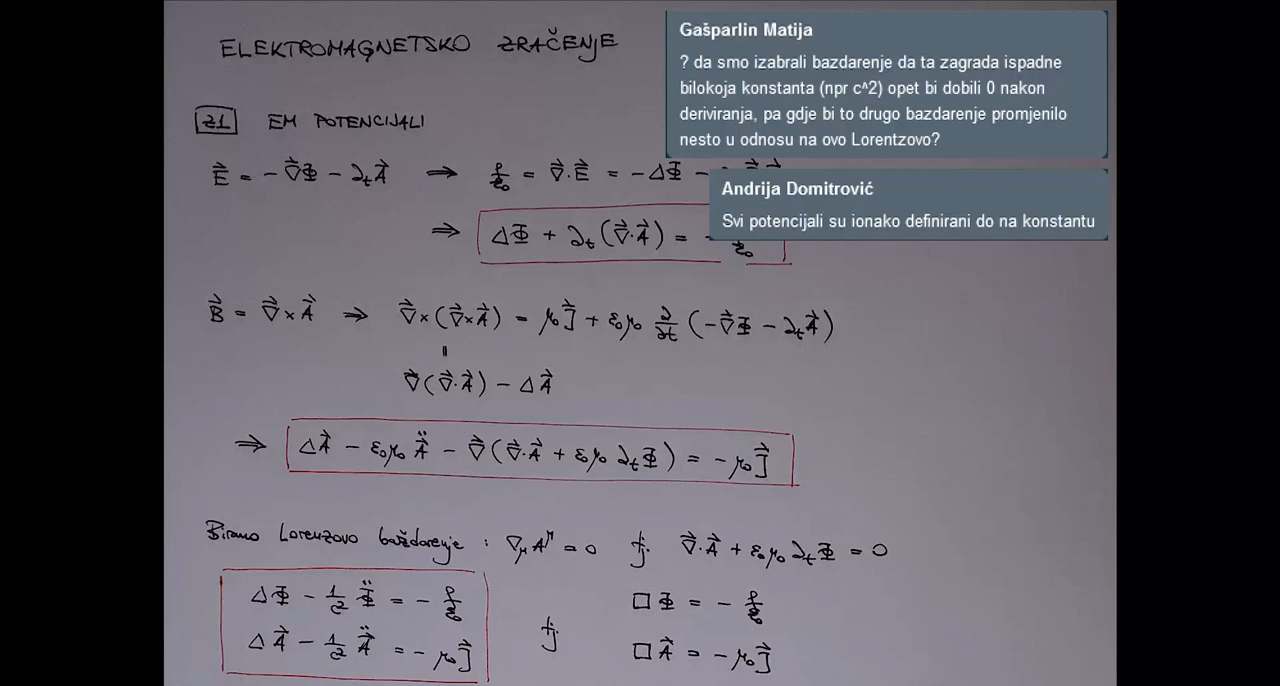 ELEKTROMAGNETSKO ZRAČENJE
Gašparlin Matija
? da smo izabrali bazdarenje da ta zagrada ispadne
bilokoja konstanta (npr c^2) opet bi dobili 0 nakon
deriviranja, pa gdje bi to drugo bazdarenje promjenilo
nesto u odnosu na ovo Lorentzovo?
Andrija Domitrović
Svi potencijali su ionako definirani do na konstantu
Z1 EM POTENCIJALI
E⃗ = −∇⃗Φ − ∂ₜA⃗ ⇒ ρ/ε₀ = ∇⃗·E⃗ = −ΔΦ −
⇒ ΔΦ + ∂ₜ(∇⃗·A⃗) = − /ε₀
B⃗ = ∇⃗×A⃗ ⇒ ∇⃗×(∇⃗×A⃗) = μ₀J⃗ + ε₀μ₀ ∂/∂t (−∇⃗Φ − ∂ₜA⃗)
=
∇⃗(∇⃗·A⃗) − ΔA⃗
⇒ ΔA⃗ − ε₀μ₀ Ä⃗ − ∇⃗(∇⃗·A⃗ + ε₀μ₀ ∂ₜΦ) = −μ₀J⃗
Biramo Lorenzovo baždarenje : ∇_μ A^μ = 0 tj. ∇⃗·A⃗ + ε₀μ₀ ∂ₜΦ = 0
ΔΦ − 1/c² Φ̈ = − ρ/ε₀ □Φ = − ρ/ε₀
tj
ΔA⃗ − 1/c² Ä⃗ = − μ₀J⃗ □A⃗ = −μ₀J⃗